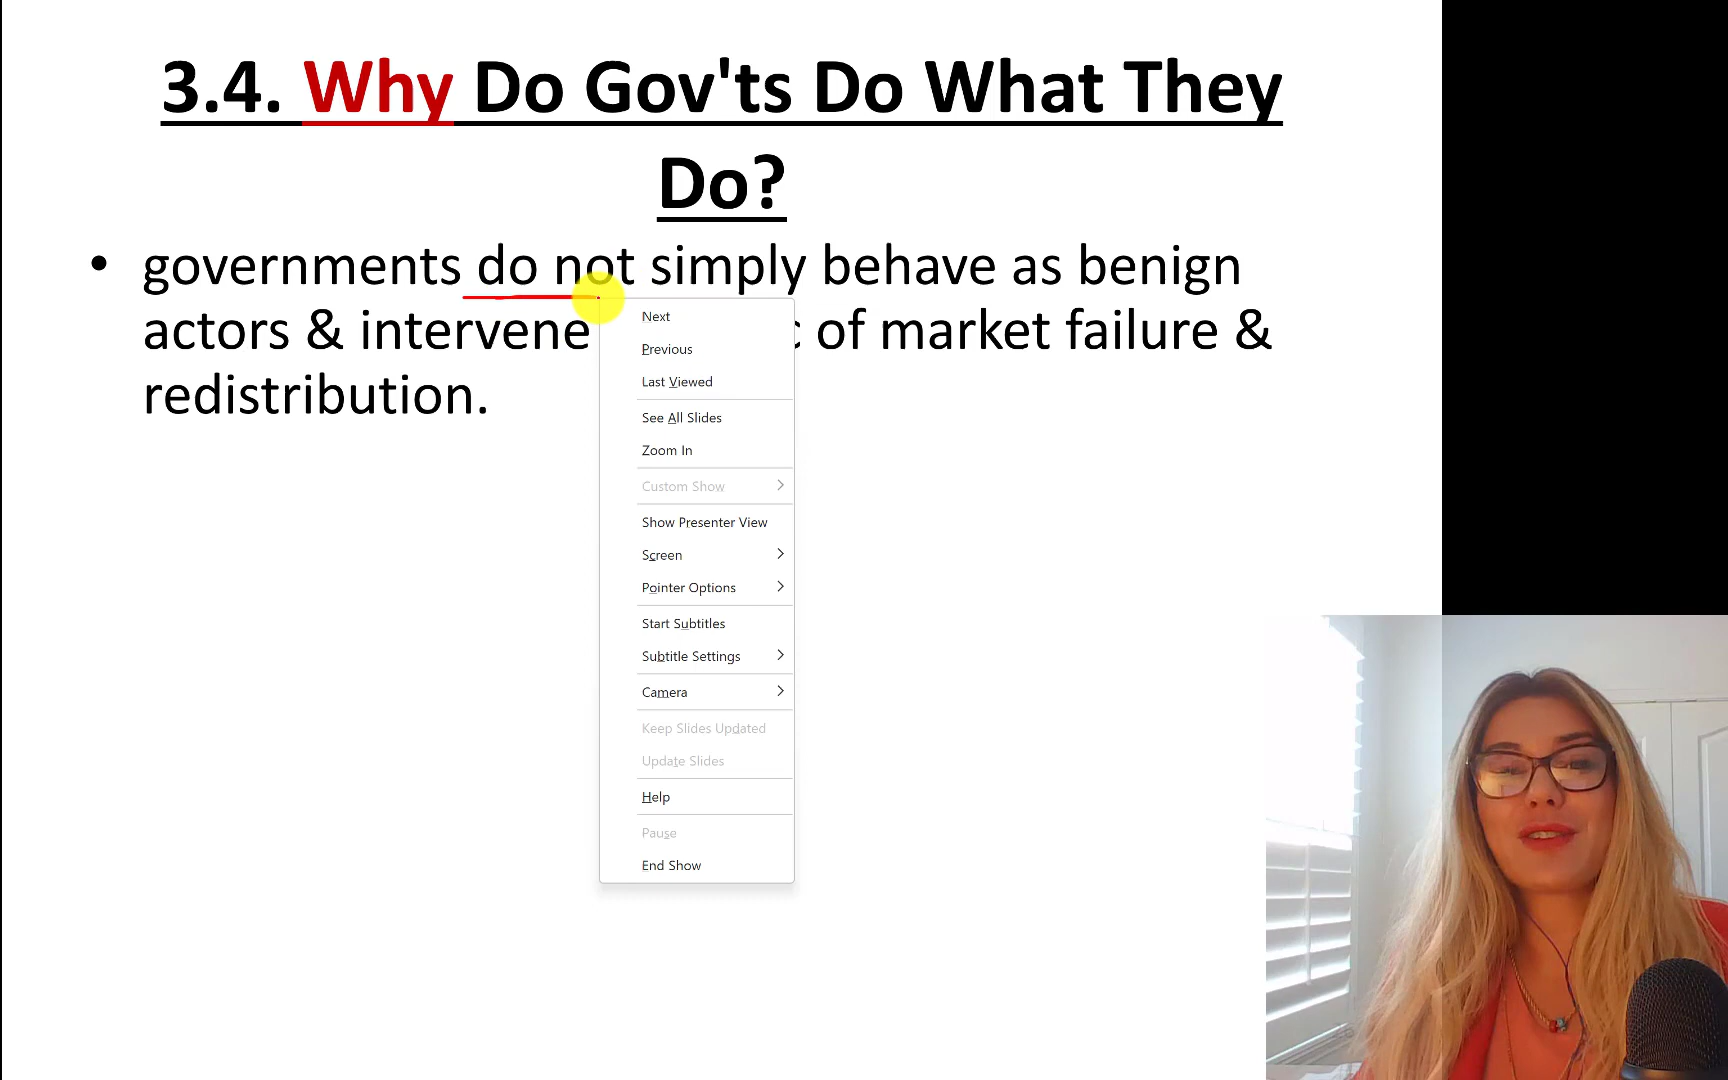 3.4. Why Do Gov'ts Do What They
Do?
• governments do not simply behave as benign
actors & intervene of market failure &
redistribution.
Next
Previous
Last Viewed
See All Slides
Zoom In
Custom Show
Show Presenter View
Screen
Pointer Options
Start Subtitles
Subtitle Settings
Camera
Keep Slides Updated
Update Slides
Help
Pause
End Show